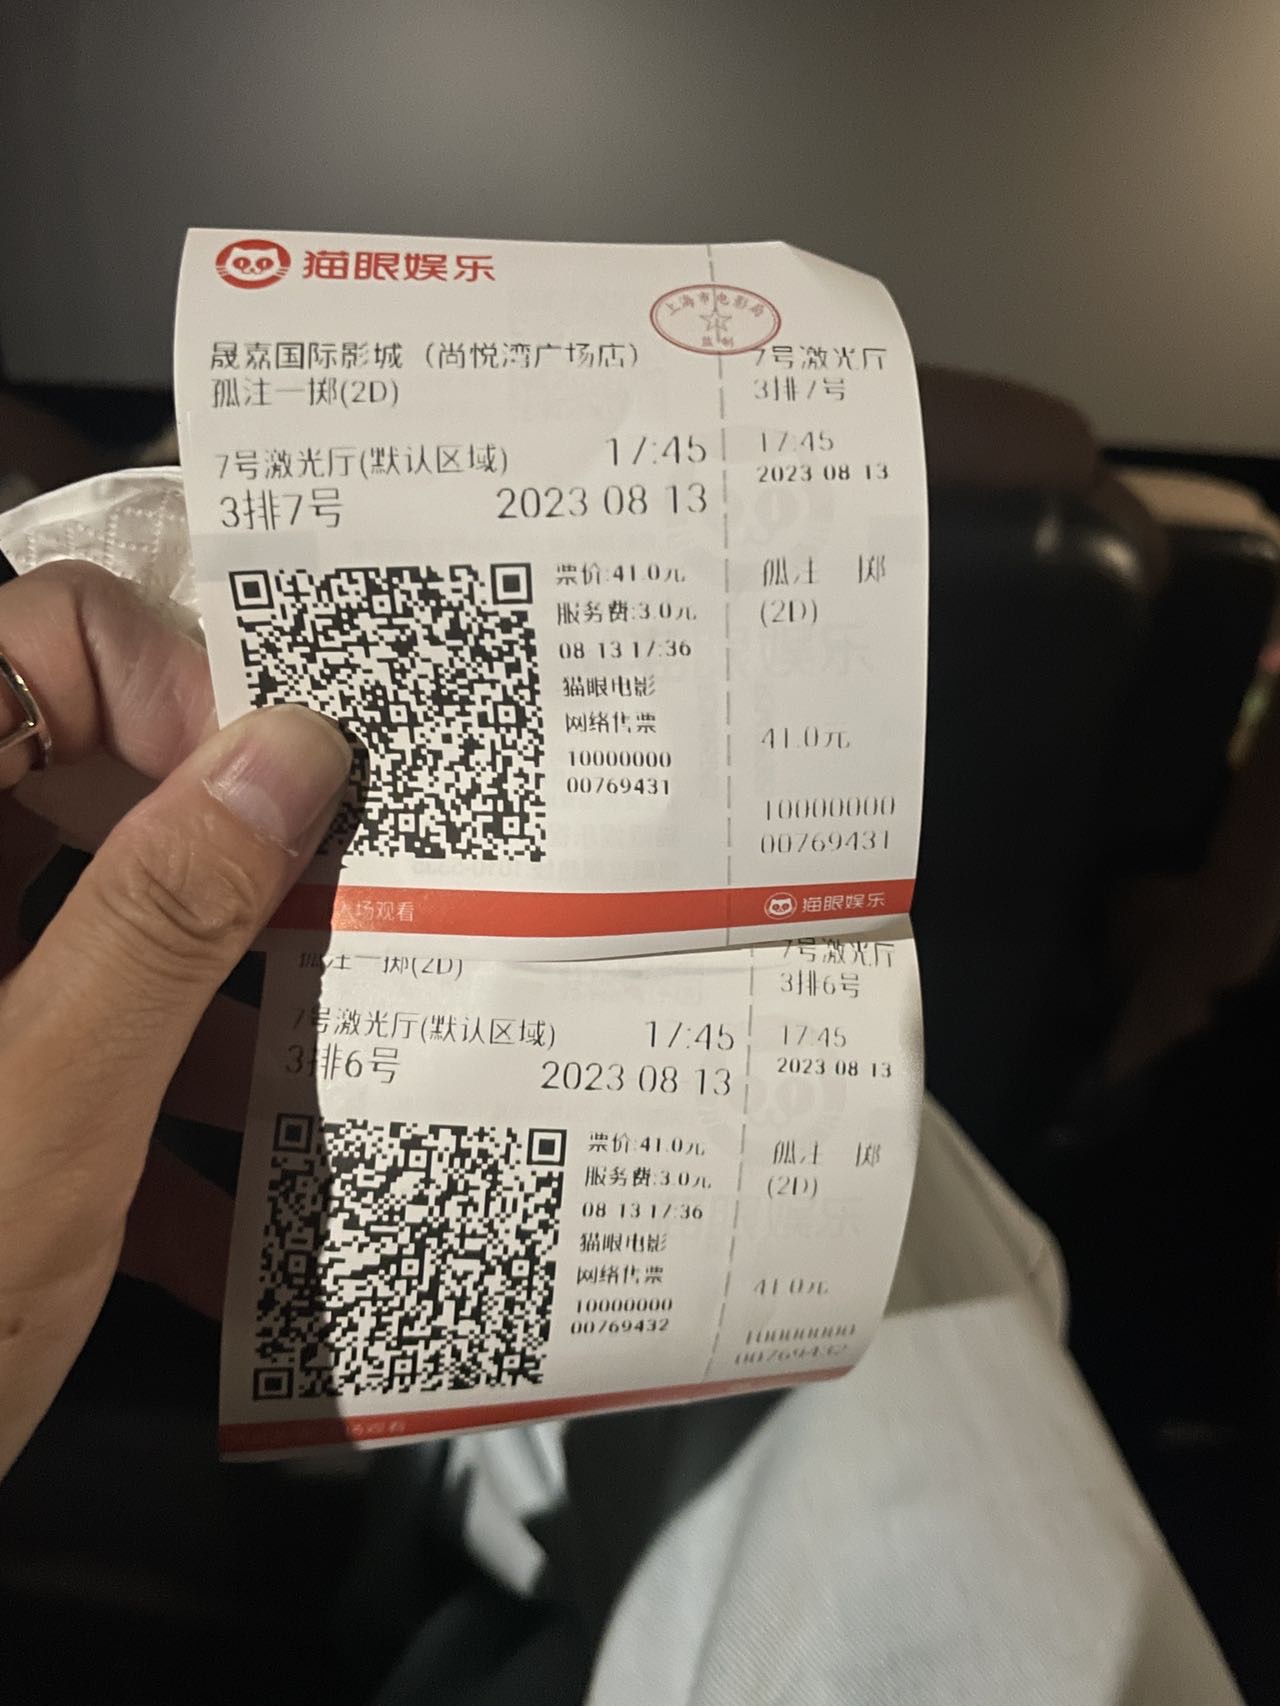 猫眼娱乐
上海市电影局
监制
晟嘉国际影城（尚悦湾广场店）
孤注一掷(2D)
7号激光厅(默认区域) 17:45
3排7号 2023 08 13
票价:41.0元
服务费:3.0元
08 13 17:36
猫眼电影
网络售票
10000000
00769431
7号激光厅
3排7号
17:45
2023 08 13
孤注 掷
(2D)
41.0元
10000000
00769431
入场观看
猫眼娱乐
孤注一掷(2D)
7号激光厅(默认区域) 17:45
3排6号 2023 08 13
票价:41.0元
服务费:3.0元
08 13 17:36
猫眼电影
网络售票
10000000
00769432
7号激光厅
3排6号
17:45
2023 08 13
孤注 掷
(2D)
41.0元
10000000
00769432
场观看